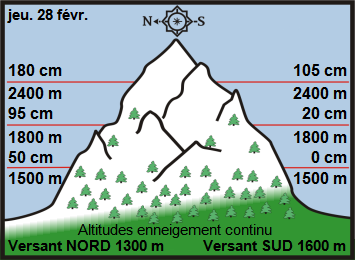 jeu. 28 févr.
N S
180 cm 105 cm
2400 m 2400 m
95 cm 20 cm
1800 m 1800 m
50 cm 0 cm
1500 m 1500 m
Altitudes enneigement continu
Versant NORD 1300 m Versant SUD 1600 m